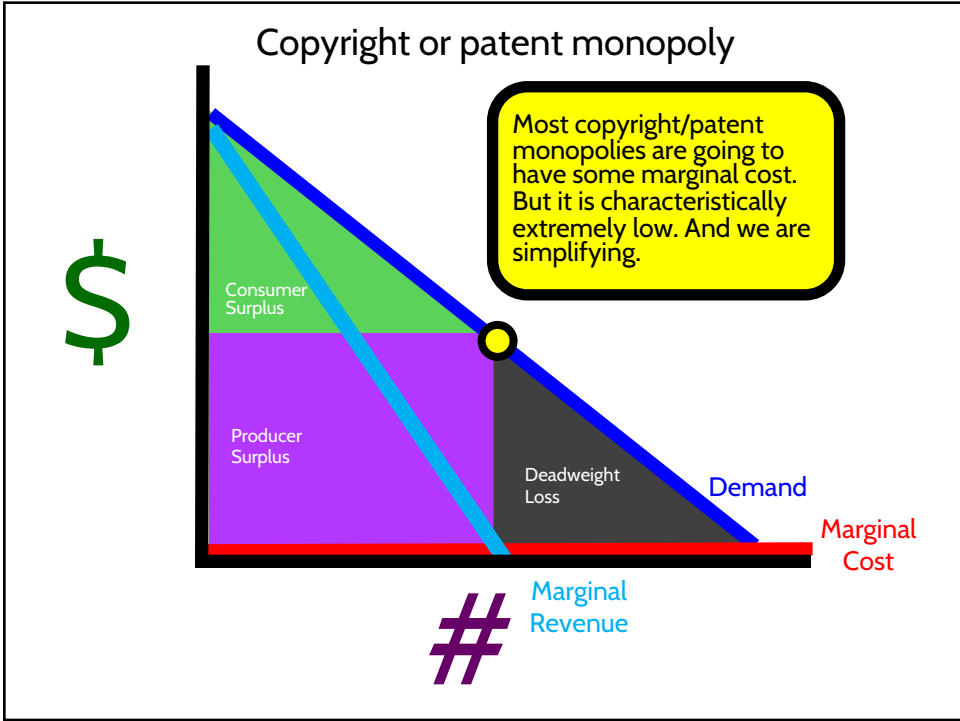 Copyright or patent monopoly
Most copyright/patent
monopolies are going to
have some marginal cost.
But it is characteristically
extremely low. And we are
simplifying.
$
Consumer
Surplus
Producer
Surplus
Deadweight
Loss
Demand
Marginal
Cost
Marginal
Revenue
#